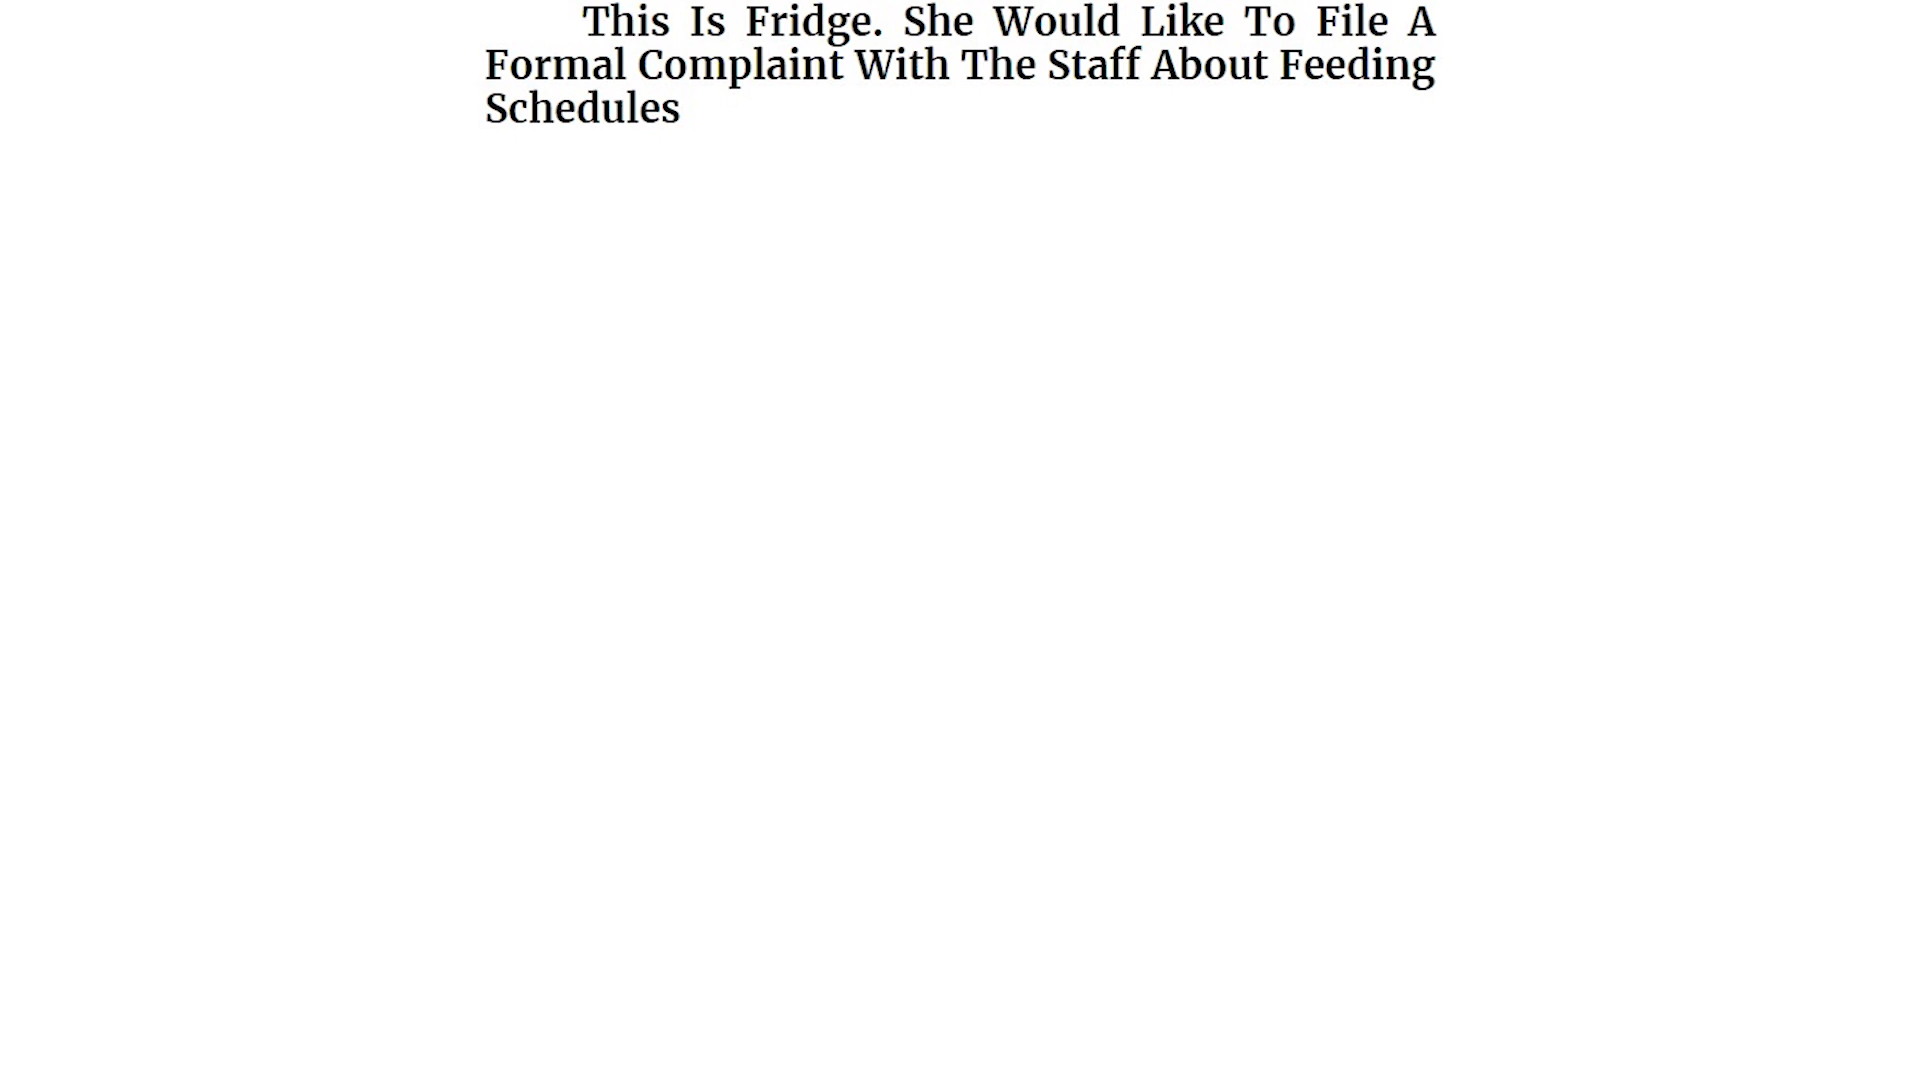 This Is Fridge. She Would Like To File A
Formal Complaint With The Staff About Feeding
Schedules